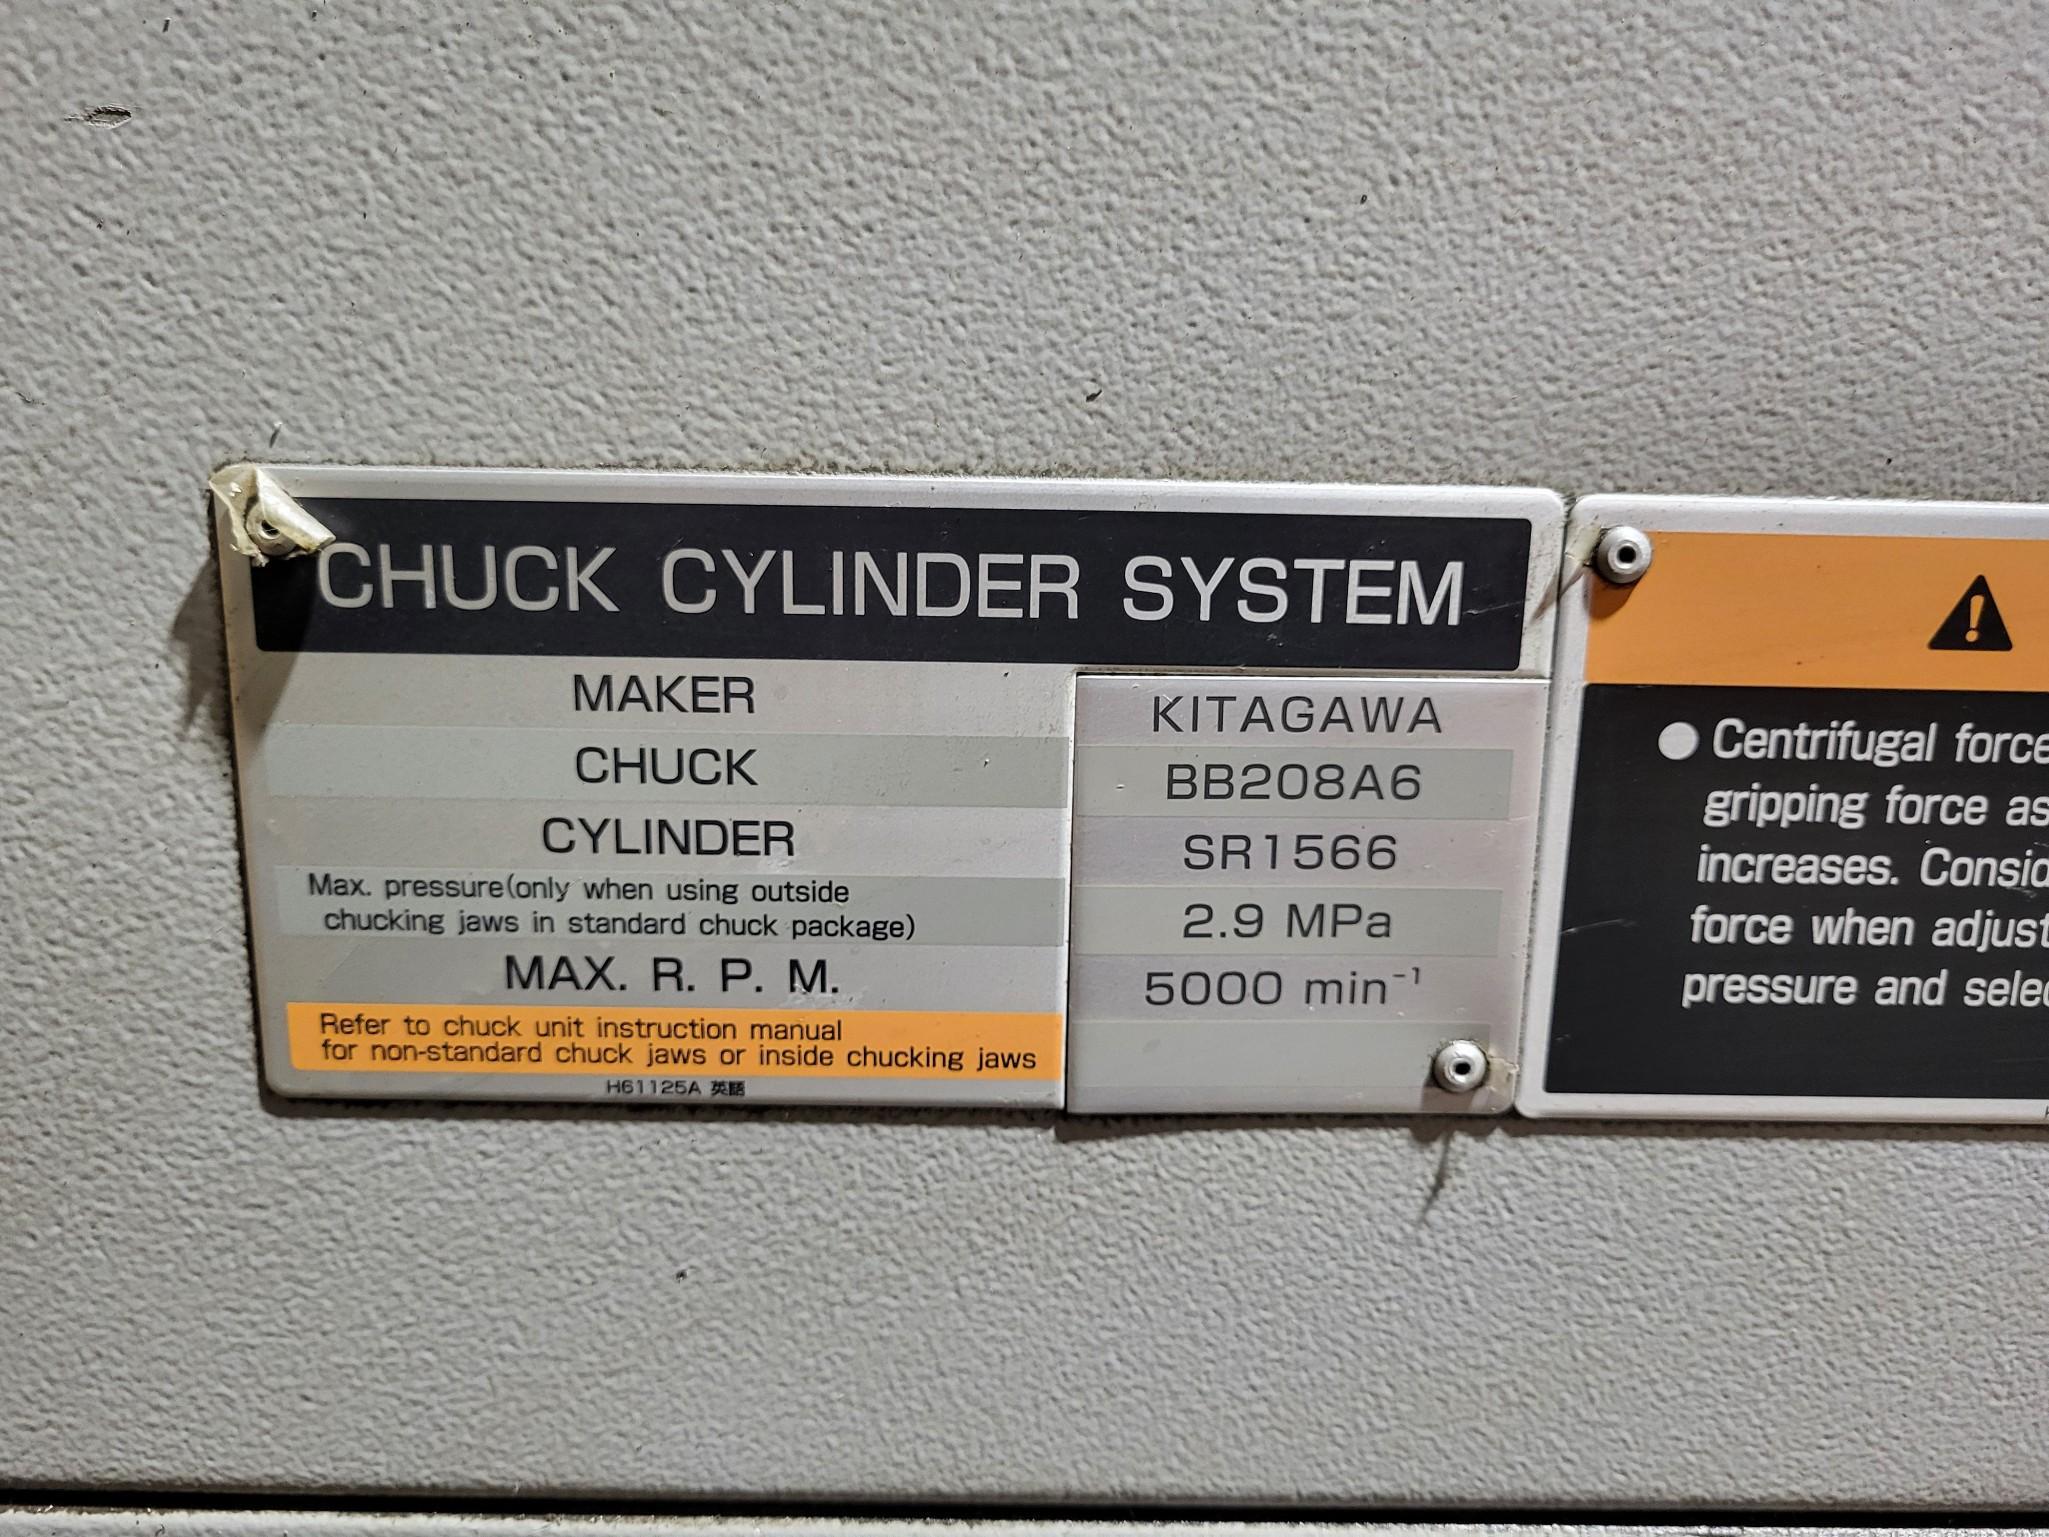 CHUCK CYLINDER SYSTEM
MAKER KITAGAWA
CHUCK BB208A6
CYLINDER SR1566
Max. pressure(only when using outside
chucking jaws in standard chuck package) 2.9 MPa
MAX. R. P. M. 5000 min⁻¹
Refer to chuck unit instruction manual
for non-standard chuck jaws or inside chucking jaws
H61125A 英語
● Centrifugal force
gripping force as
increases.
force when adjust
pressure and